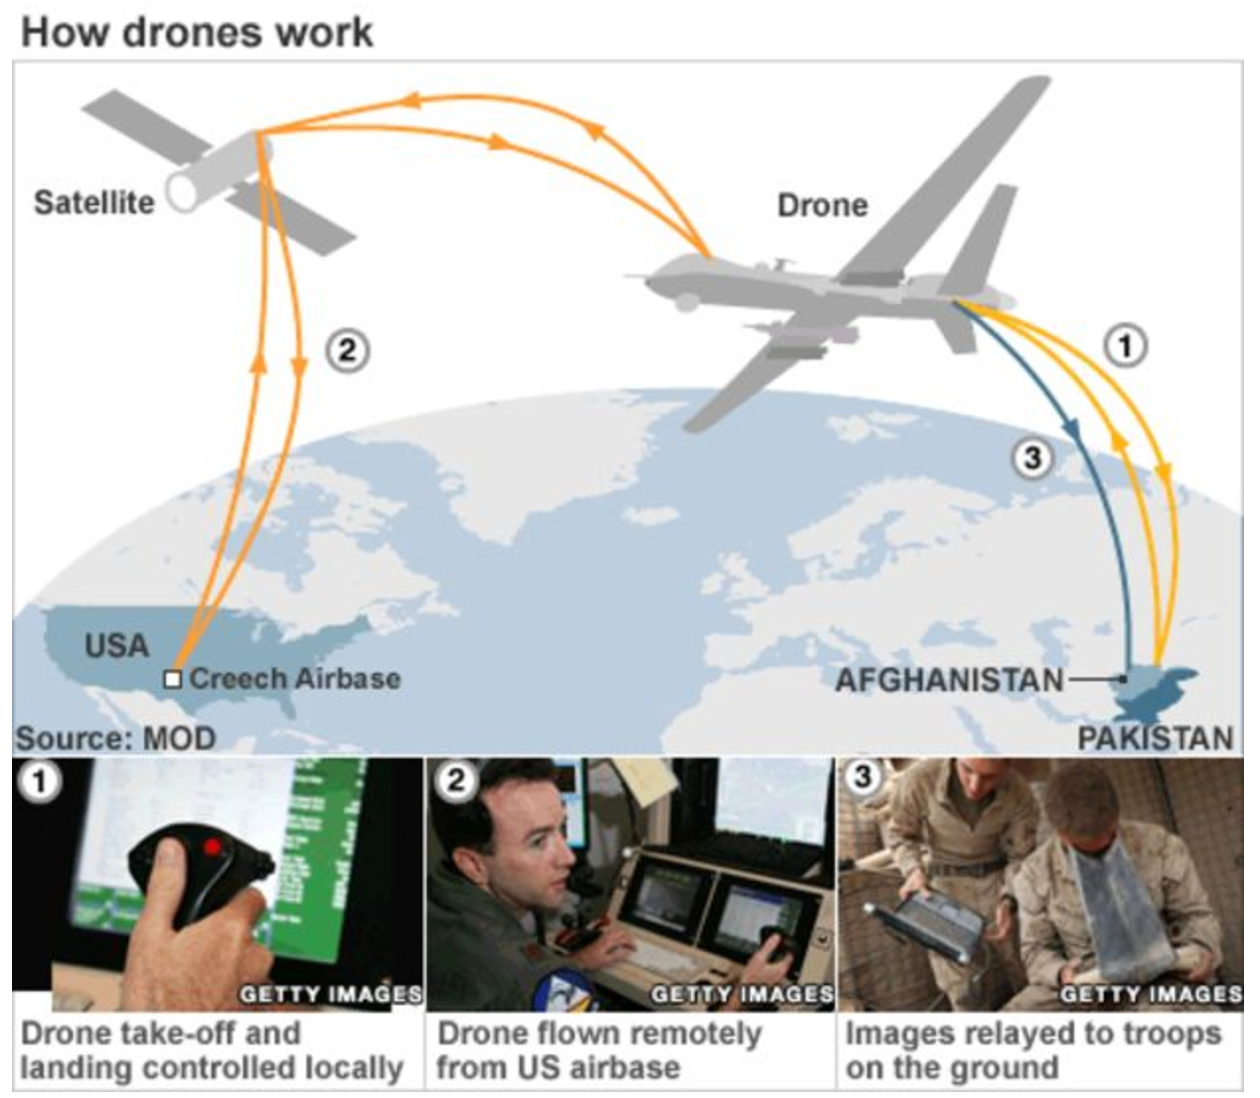 How drones work
Satellite
Drone
2
1
3
USA
Creech Airbase
AFGHANISTAN
Source: MOD
PAKISTAN
1
2
3
GETTY IMAGES
GETTY IMAGES
GETTY IMAGES
Drone take-off and
landing controlled locally
Drone flown remotely
from US airbase
Images relayed to troops
on the ground